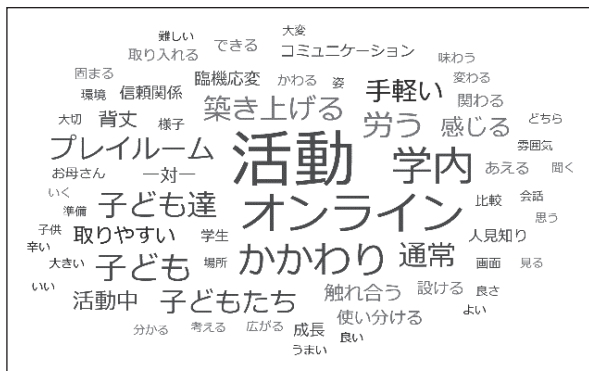 難しい 大変
取り入れる できる コミュニケーション 味わう
固まる 臨機応変 かわる 姿 手軽い 変わる
環境 信頼関係 築き上げる 関わる
大切 背丈 様子 労う 感じる どちら
プレイルーム 活動 学内 雰囲気
お母さん 一対一 あえる 聞く
いく 子ども達 オンライン 比較 会話
準備 思う
子供 取りやすい 学生 かかわり 通常 人見知り
辛い
大きい 子ども 場所 画面 見る
いい 活動中 子どもたち 触れ合う 設ける 良さ
使い分ける よい
分かる 考える 広がる 成長 良い
うまい